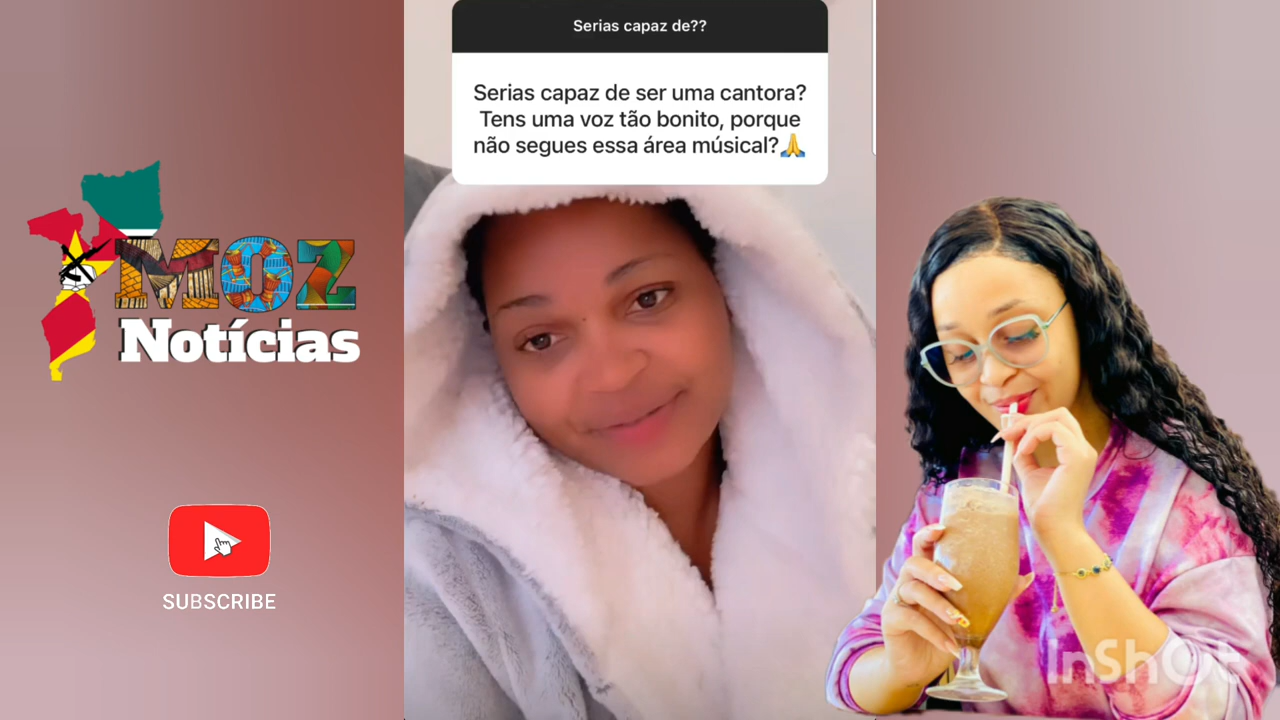 Serias capaz de??
Serias capaz de ser uma cantora?
Tens uma voz tão bonito, porque
não segues essa área músical?🙏
MOZ
Notícias
SUBSCRIBE
InShOt